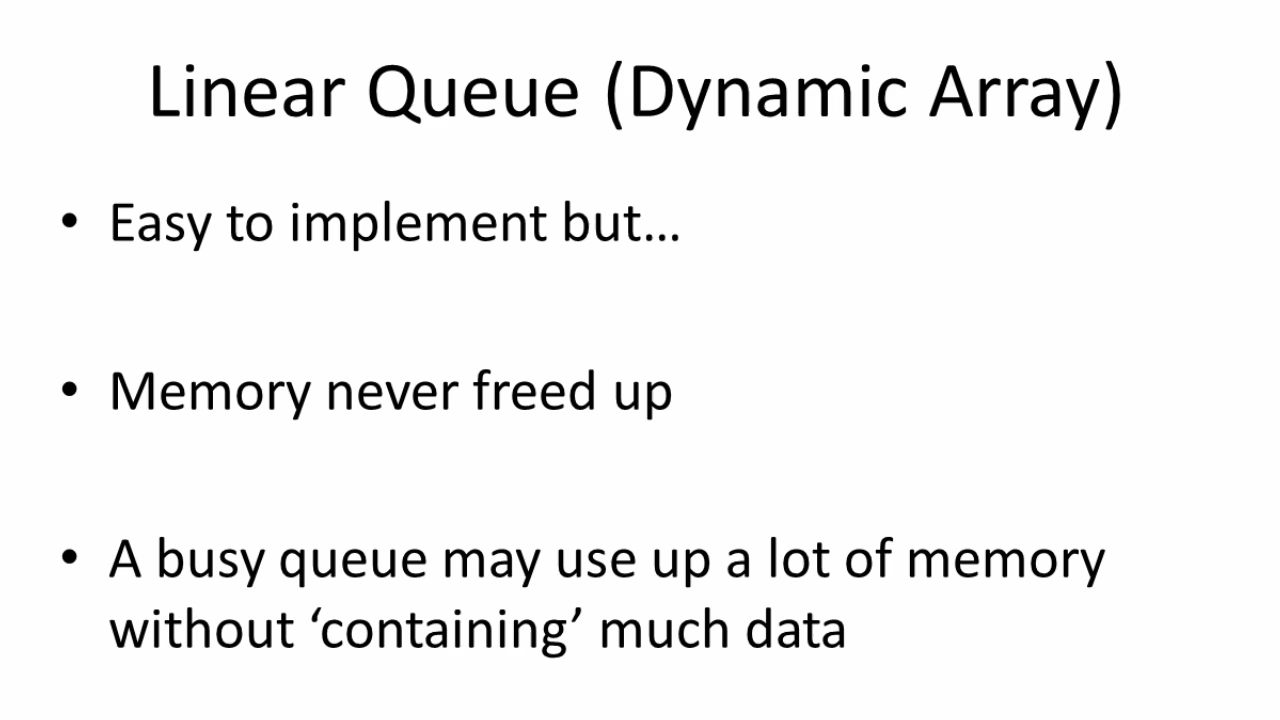 Linear Queue (Dynamic Array)
• Easy to implement but…
• Memory never freed up
• A busy queue may use up a lot of memory
without ‘containing’ much data